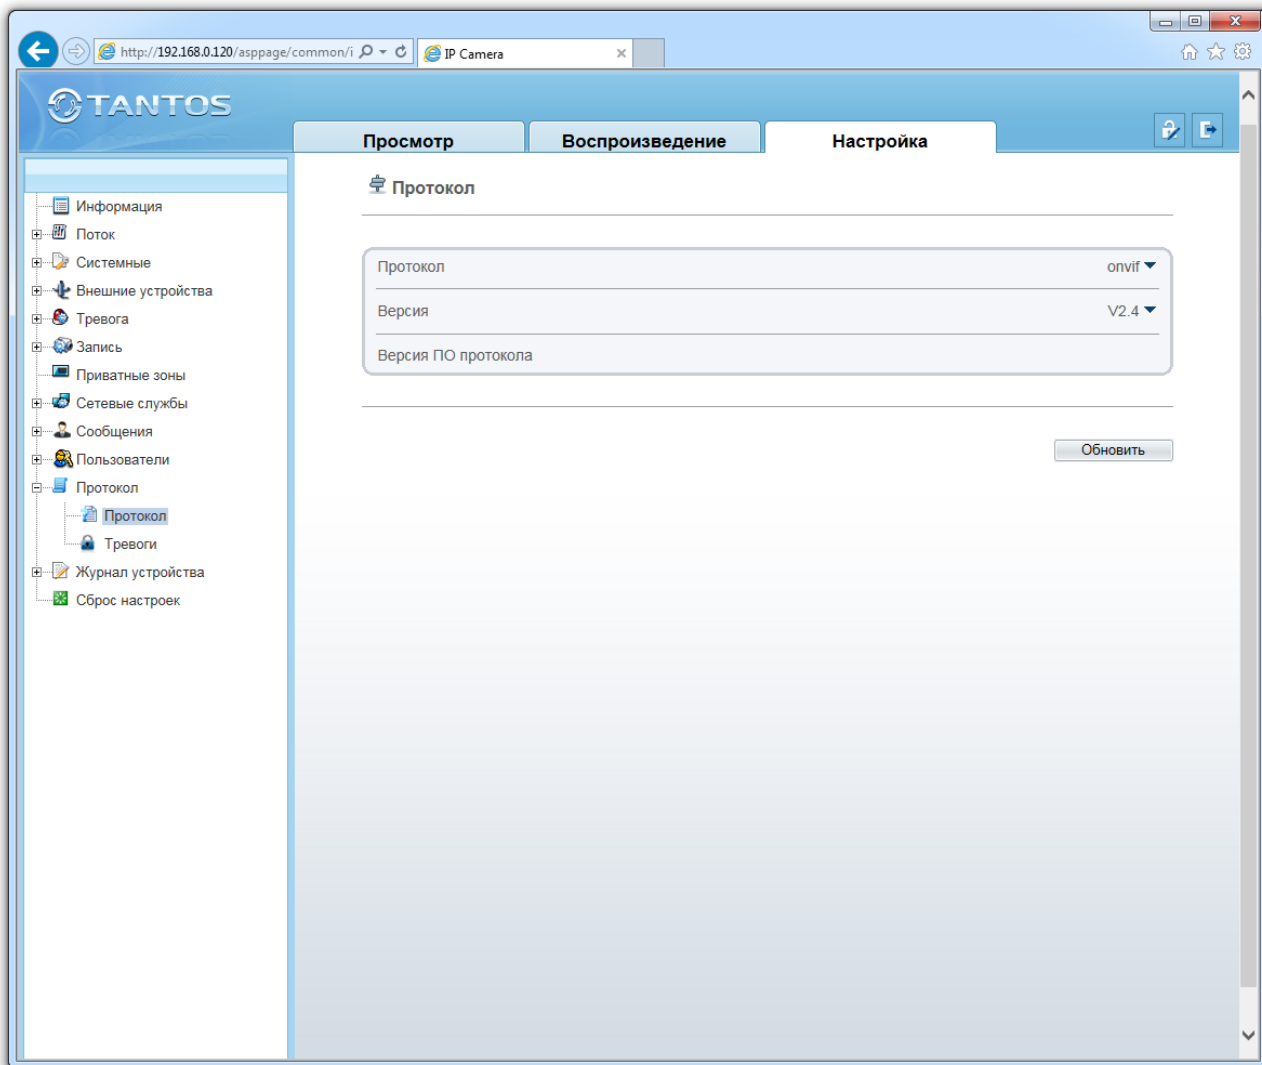 http://192.168.0.120/asppage/common/i
IP Camera
TANTOS
Просмотр
Воспроизведение
Настройка
Протокол
Информация
Поток
Системные
Внешние устройства
Тревога
Запись
Приватные зоны
Сетевые службы
Сообщения
Пользователи
Протокол
Протокол
Тревоги
Журнал устройства
Сброс настроек
Протокол onvif
Версия V2.4
Версия ПО протокола
Обновить